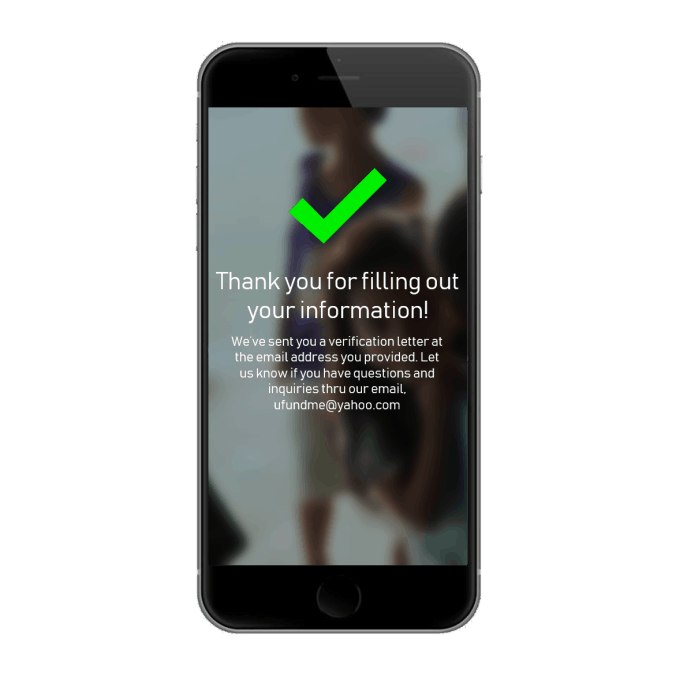 Thank you for filling out
your information!
We've sent you a verification letter at
the email address you provided. Let
us know if you have questions and
inquiries thru our email,
ufundme@yahoo.com